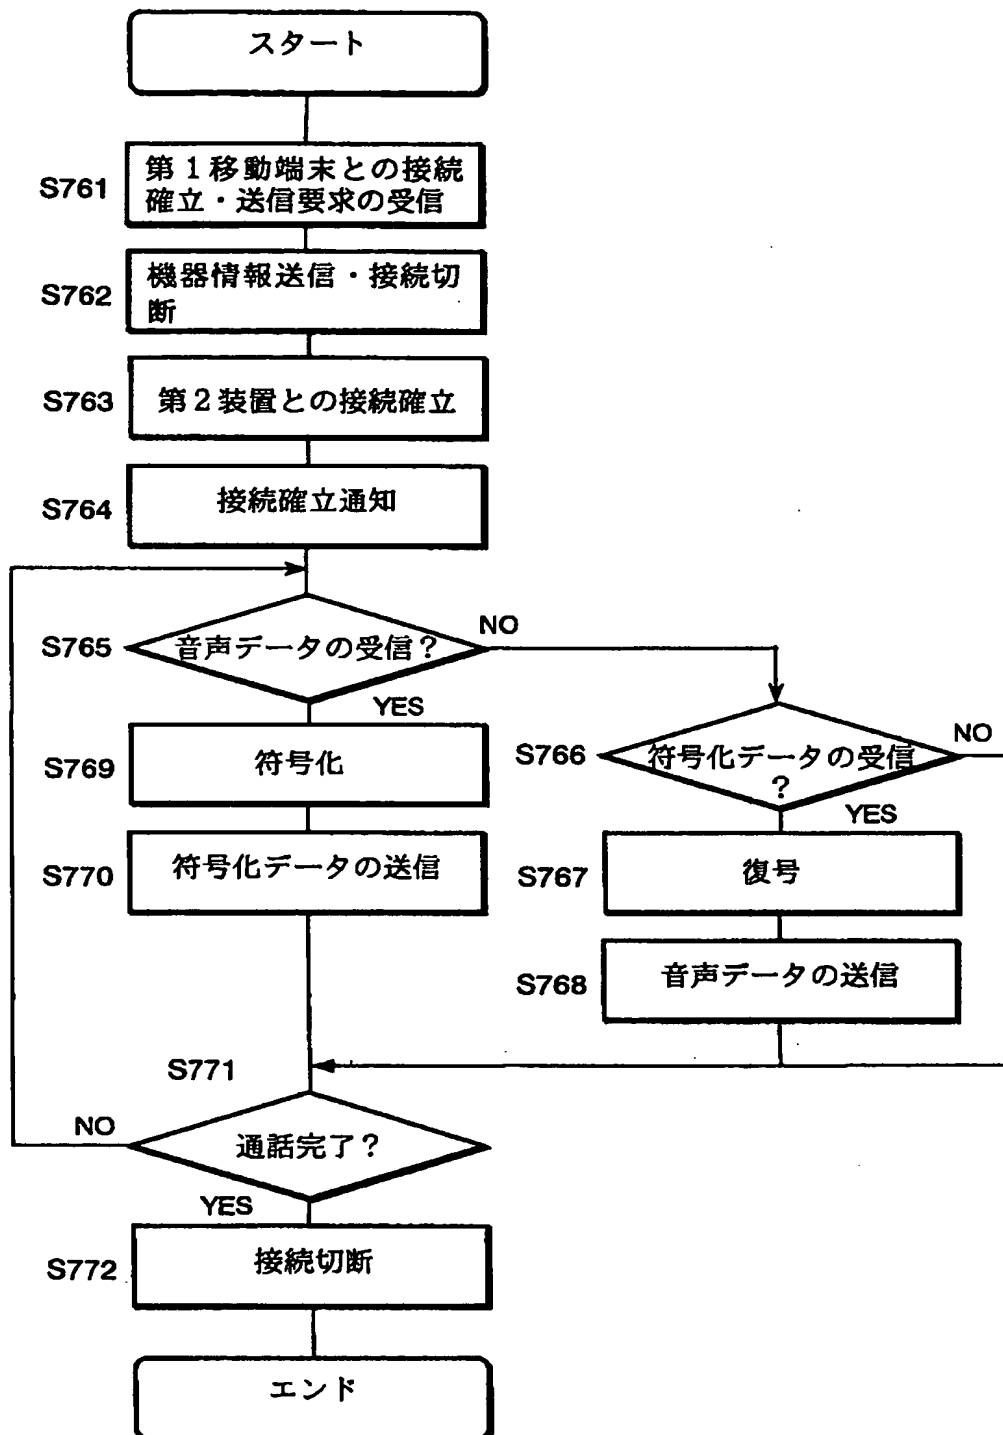 スタート
S761
第1移動端末との接続
確立・送信要求の受信
S762
機器情報送信・接続切
断
S763
第2装置との接続確立
S764
接続確立通知
S765
音声データの受信?
NO
YES
S766
符号化データの受信
?
NO
YES
S769
符号化
S770
符号化データの送信
S767
復号
S768
音声データの送信
S771
通話完了?
NO
YES
S772
接続切断
エンド